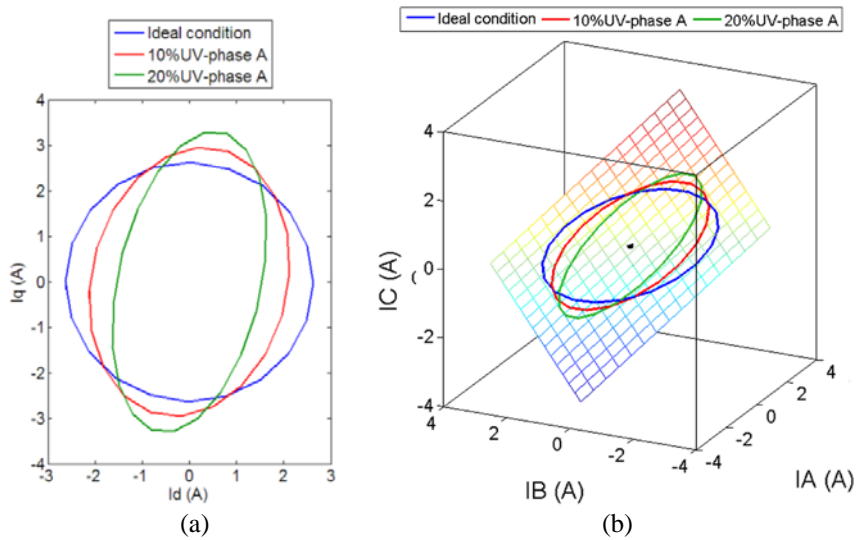 Ideal condition
10%UV-phase A
20%UV-phase A
4
3
2
1
0
-1
-2
-3
-4
Iq (A)
-3
-2
-1
0
1
2
3
Id (A)
(a)
Ideal condition
10%UV-phase A
20%UV-phase A
4
2
0
-2
-4
IC (A)
(
4
2
0
-2
-4
IB (A)
-4
-2
0
2
4
IA (A)
(b)